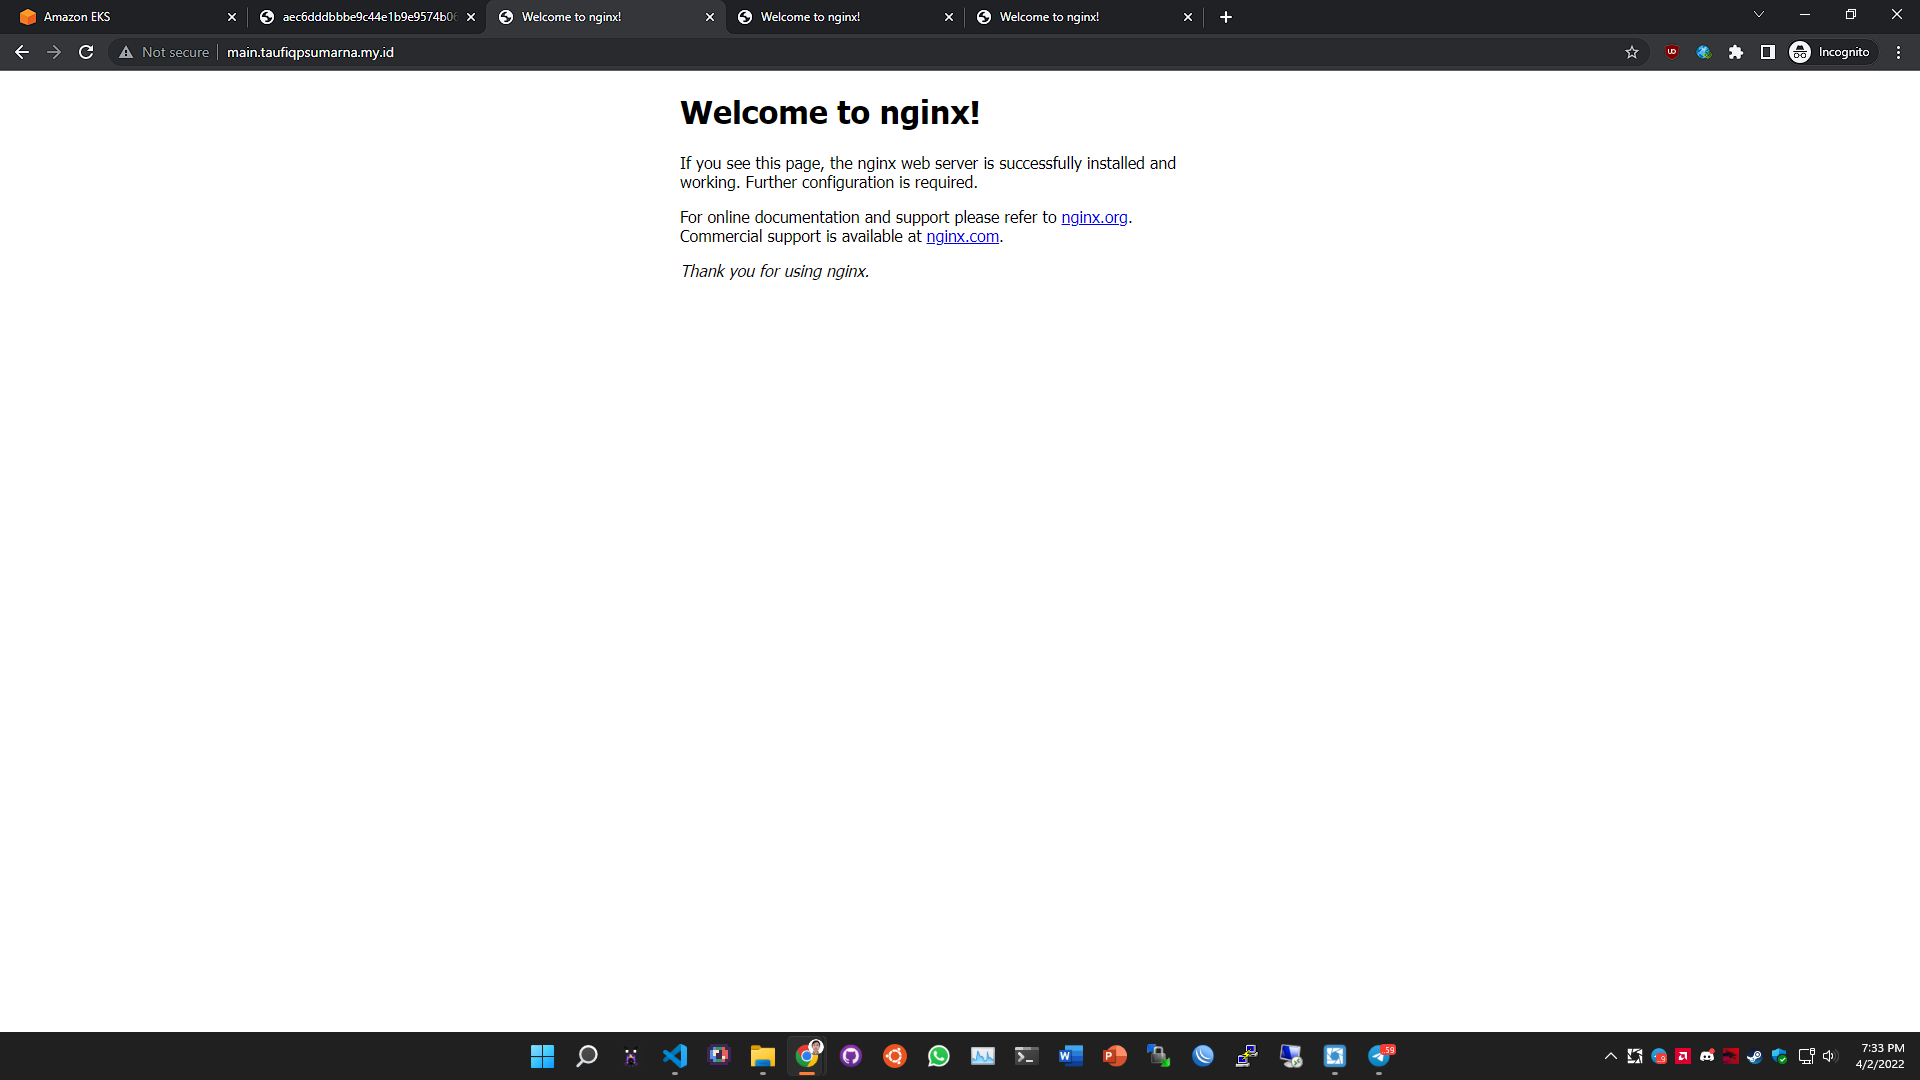 Amazon EKS
aec6dddbbbe9c44e1b9e9574b06
Welcome to nginx!
Welcome to nginx!
Welcome to nginx!
Not secure
main.taufiqpsumarna.my.id
Incognito
Welcome to nginx!
If you see this page, the nginx web server is successfully installed and
working. Further configuration is required.
For online documentation and support please refer to nginx.org.
Commercial support is available at nginx.com.
Thank you for using nginx.
59
7:33 PM
4/2/2022